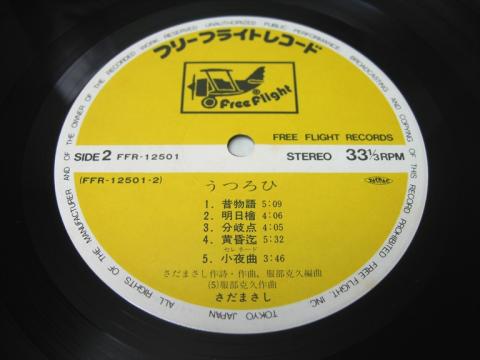 ALL RIGHTS OF THE MANUFACTURER AND OF THE OWNER OF THE RECORDED WORK RESERVED UNAUTHORIZED PUBLIC PERFORMANCE BROADCASTING AND COPYING OF THIS RECORD PROHIBITED FREE FLIGHT INC. TOKYO JAPAN
フリーフライトレコード
Free Flight
FREE FLIGHT RECORDS
SIDE 2 FFR-12501
STEREO 33 1/3 RPM
(FFR-12501-2)
うつろひ
1. 昔物語 5:09
2. 明日檜 4:06
3. 分岐点 4:05
4. 黄昏迄 5:32
セレネード
5. 小夜曲 3:46
さだまさし作詩・作曲、服部克久編曲
(5)服部克久作曲
さだまさし